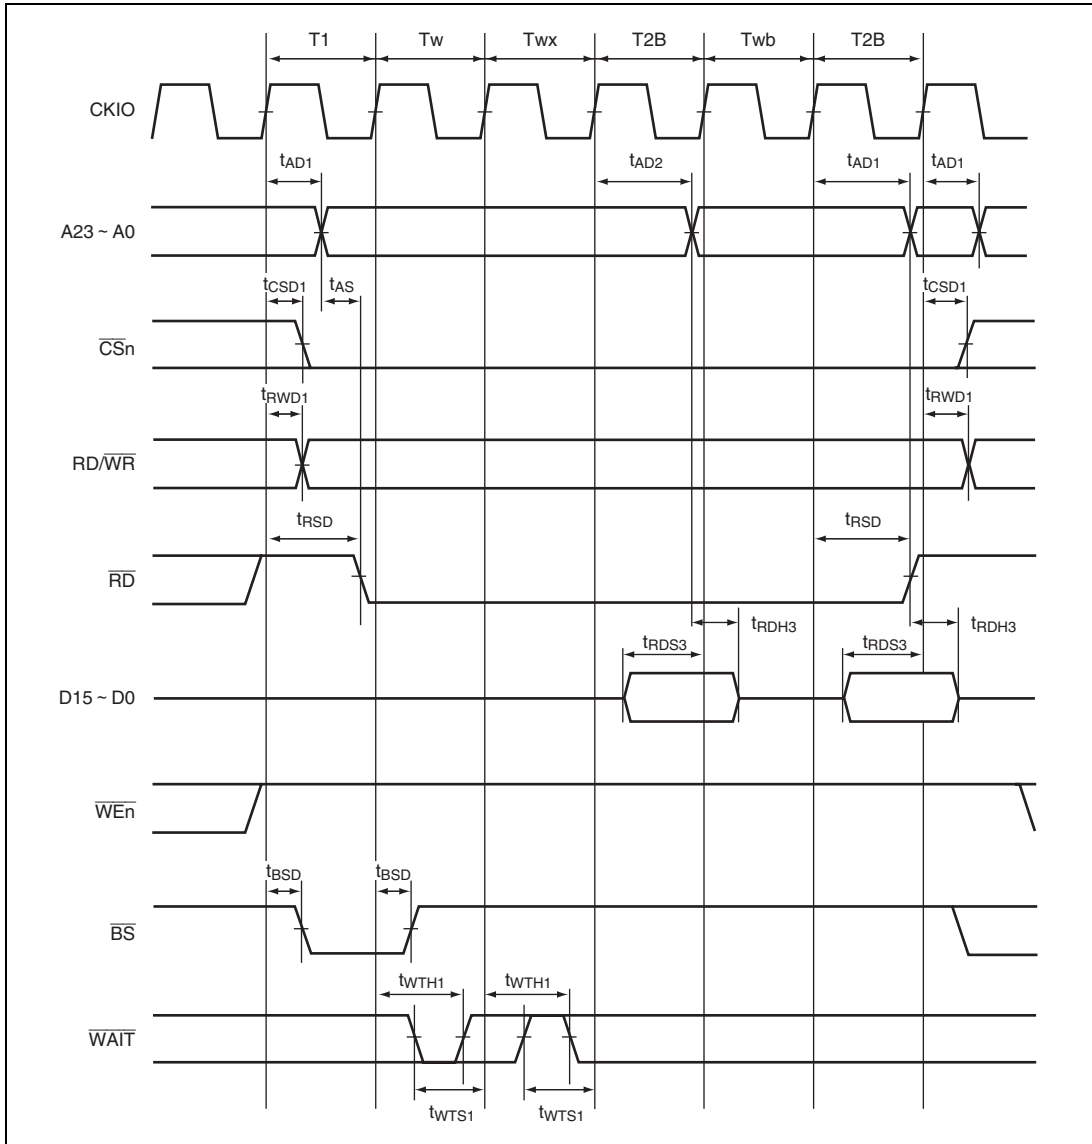 T1 Tw Twx T2B Twb T2B
CKIO
tAD1 tAD2 tAD1 tAD1
A23 ~ A0
tCSD1 tAS tCSD1
CSn
tRWD1 tRWD1
RD/WR
tRSD tRSD
RD
tRDH3 tRDH3
tRDS3 tRDS3
D15 ~ D0
WEn
tBSD tBSD
BS
tWTH1 tWTH1
WAIT
tWTS1 tWTS1